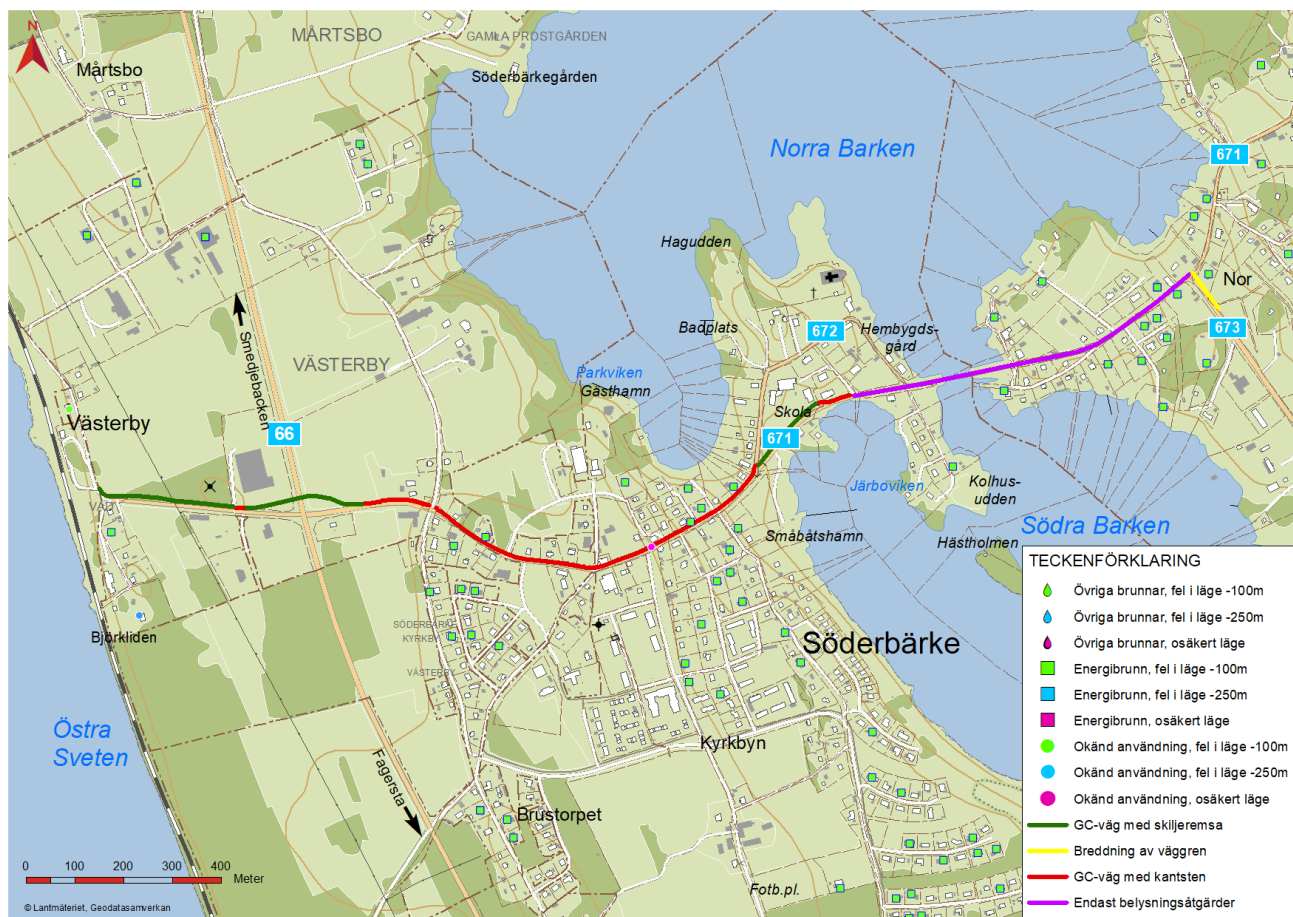 N
MÅRTSBO
GAMLA PROSTGÅRDEN
Mårtsbo
Söderbärkegården
Norra Barken
671
Hagudden
Nor
Badplats
672
Hembygds-
gård
673
Smedjebacken
VÄSTERBY
Parkviken
Gästhamn
Skola
Västerby
66
671
Järboviken
Kolhus-
udden
VÄD
Södra Barken
Småbåtshamn
Hästholmen
Björkliden
SÖDERBÄRKE
KYRKBY
Söderbärke
VÄSTERBY
Östra
Sveten
Kyrkbyn
Fagersta
Brustorpet
Fotb.pl.
TECKENFÖRKLARING
Övriga brunnar, fel i läge -100m
Övriga brunnar, fel i läge -250m
Övriga brunnar, osäkert läge
Energibrunn, fel i läge -100m
Energibrunn, fel i läge -250m
Energibrunn, osäkert läge
Okänd användning, fel i läge -100m
Okänd användning, fel i läge -250m
Okänd användning, osäkert läge
GC-väg med skiljeremsa
Breddning av väggren
GC-väg med kantsten
Endast belysningsåtgärder
0 100 200 300 400
Meter
© Lantmäteriet, Geodatasamverkan